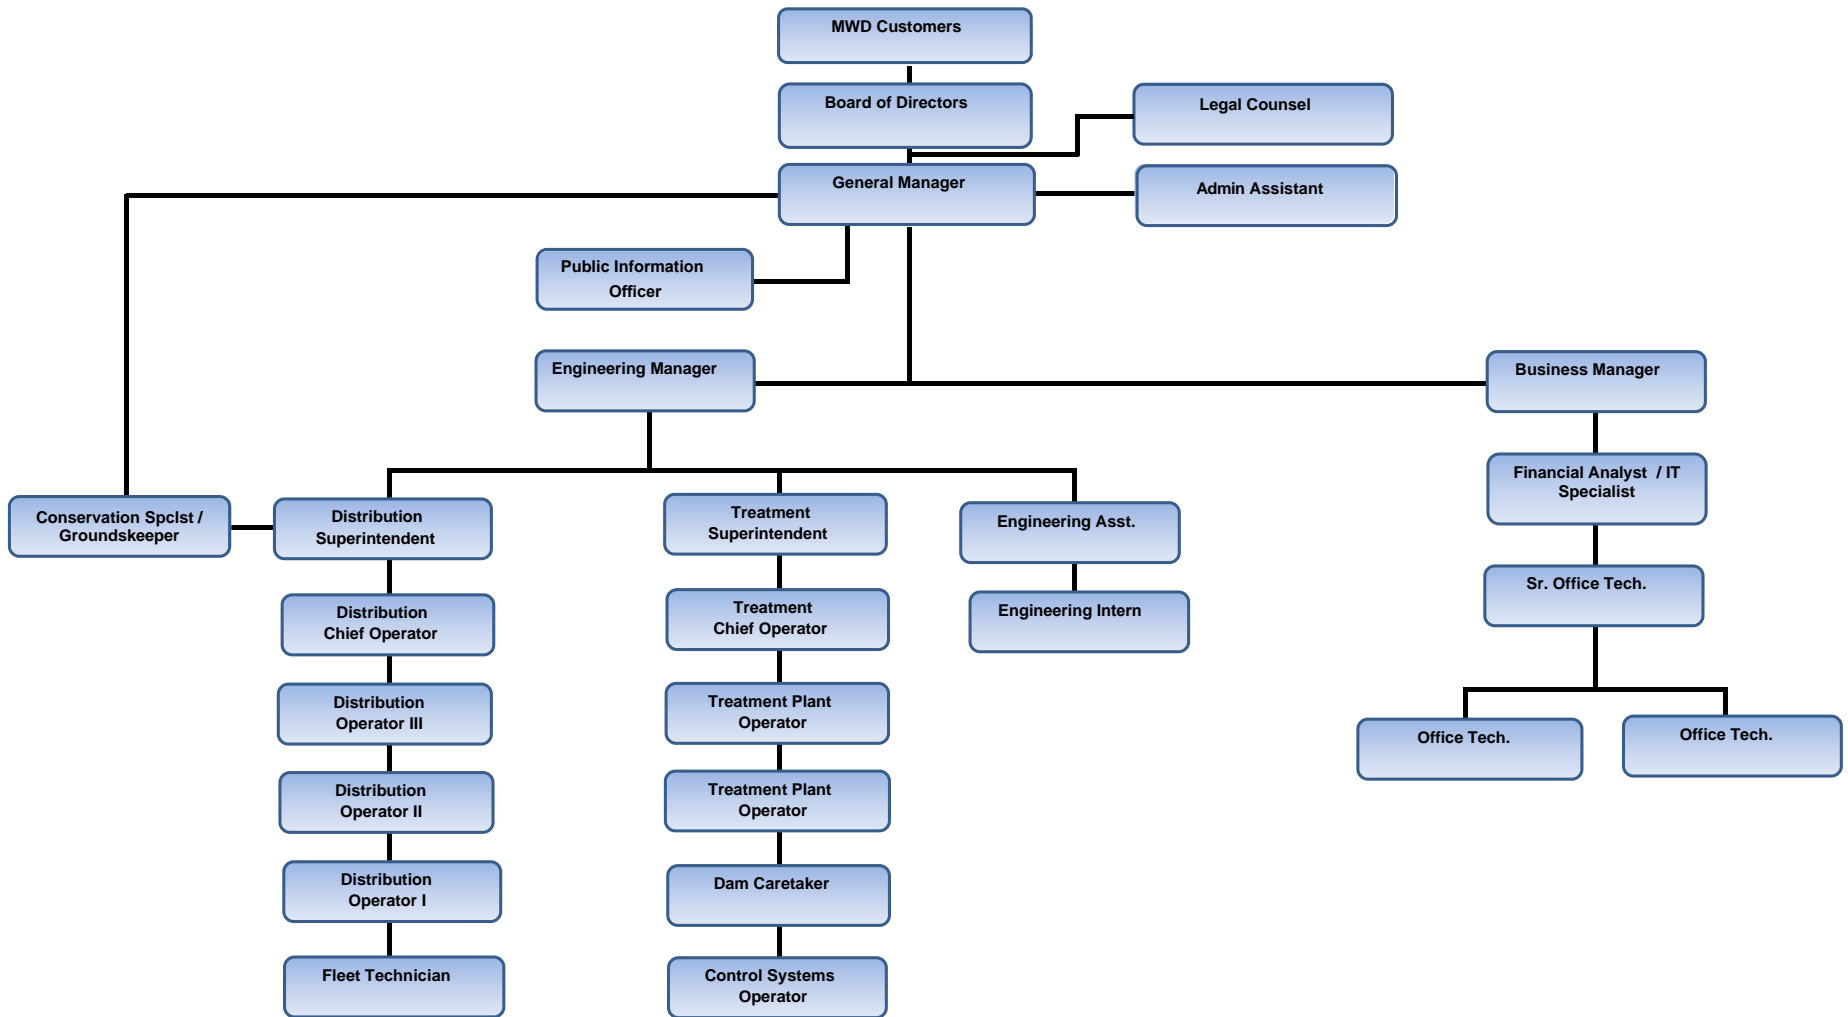 MWD Customers
Board of Directors
Legal Counsel
General Manager
Admin Assistant
Public Information
Officer
Engineering Manager
Business Manager
Financial Analyst / IT
Specialist
Conservation Spclst /
Groundskeeper
Distribution
Superintendent
Treatment
Superintendent
Engineering Asst.
Sr. Office Tech.
Distribution
Chief Operator
Treatment
Chief Operator
Engineering Intern
Distribution
Operator III
Treatment Plant
Operator
Office Tech.
Office Tech.
Distribution
Operator II
Treatment Plant
Operator
Distribution
Operator I
Dam Caretaker
Fleet Technician
Control Systems
Operator